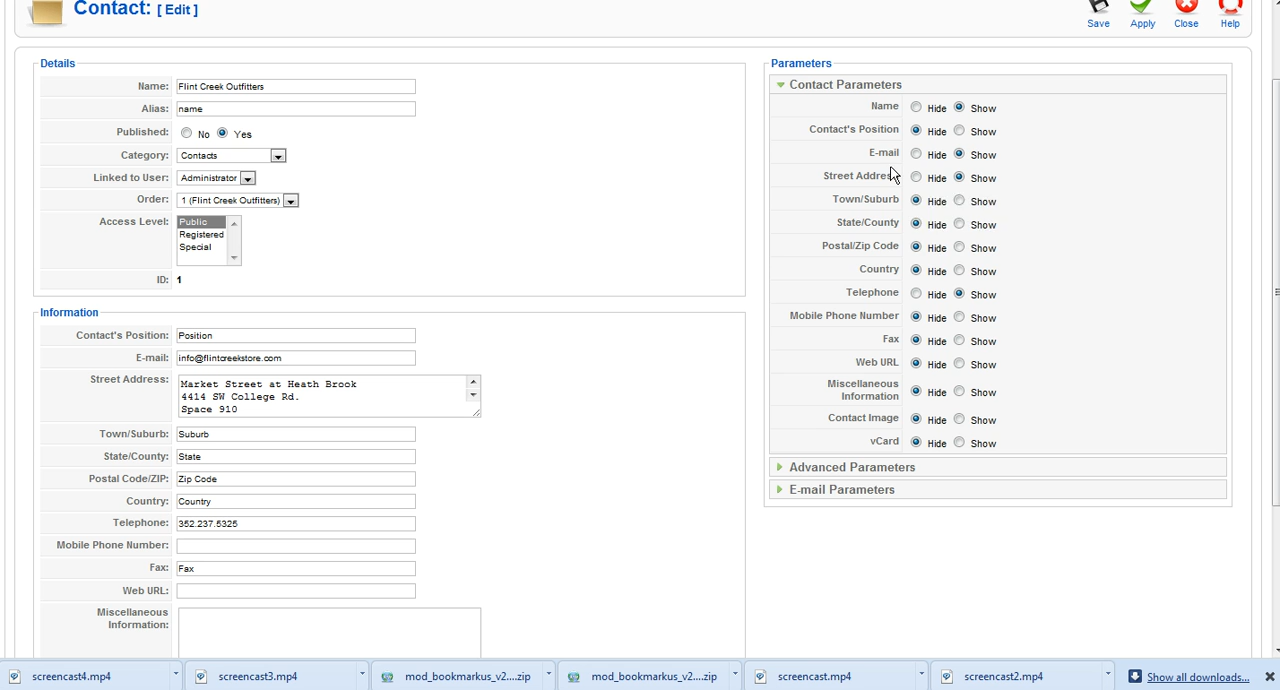 Contact: [ Edit ]
Save Apply Close Help
Details
Name: Flint Creek Outfitters
Alias: name
Published: No Yes
Category: Contacts
Linked to User: Administrator
Order: 1 (Flint Creek Outfitters)
Access Level: Public
Registered
Special
ID: 1
Information
Contact's Position: Position
E-mail: info@flintcreekstore.com
Street Address: Market Street at Heath Brook
4414 SW College Rd.
Space 910
Town/Suburb: Suburb
State/County: State
Postal Code/ZIP: Zip Code
Country: Country
Telephone: 352.237.5325
Mobile Phone Number:
Fax: Fax
Web URL:
Miscellaneous
Information:
Parameters
Contact Parameters
Name Hide Show
Contact's Position Hide Show
E-mail Hide Show
Street Address Hide Show
Town/Suburb Hide Show
State/County Hide Show
Postal/Zip Code Hide Show
Country Hide Show
Telephone Hide Show
Mobile Phone Number Hide Show
Fax Hide Show
Web URL Hide Show
Miscellaneous
Information Hide Show
Contact Image Hide Show
vCard Hide Show
Advanced Parameters
E-mail Parameters
screencast4.mp4 screencast3.mp4 mod_bookmarkus_v2....zip mod_bookmarkus_v2....zip screencast.mp4 screencast2.mp4 Show all downloads...